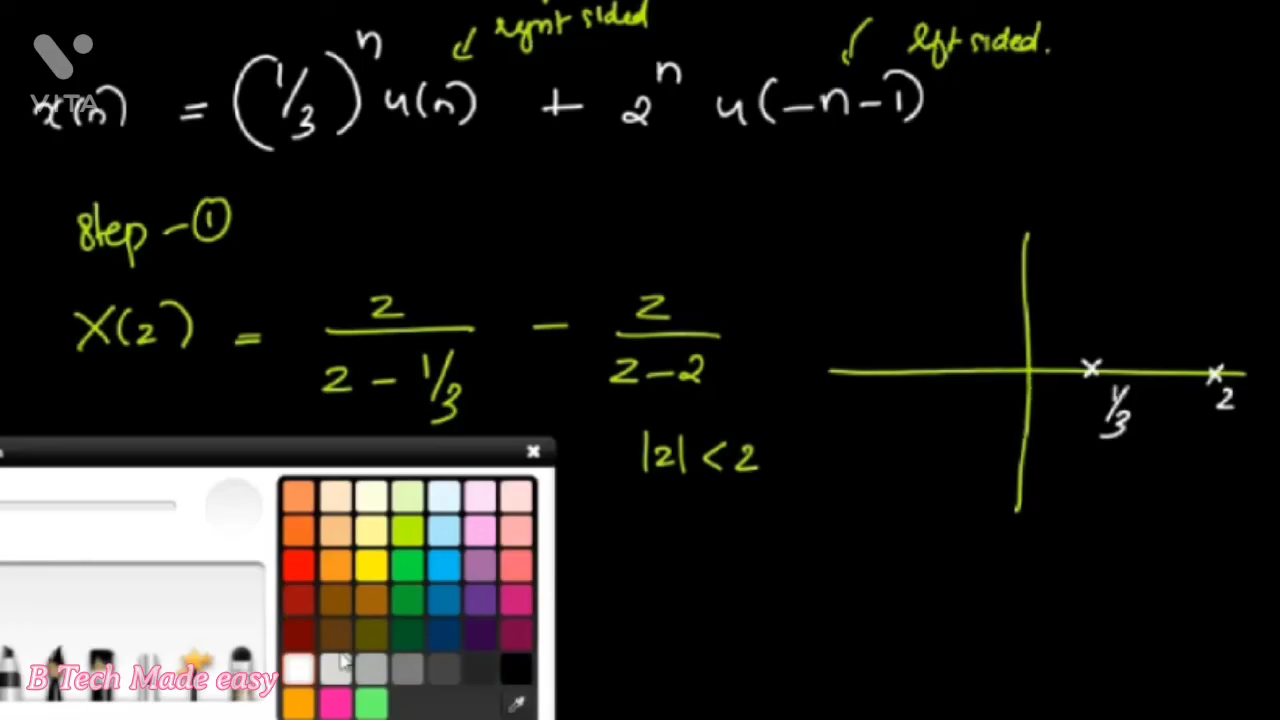 right sided
left sided.
VITA
x(n) = (1/3)^n u(n) + 2^n u(-n-1)
step - ①
X(z) = z/(z - 1/3) - z/(z-2)
|z| < 2
1/3
2
B Tech Made easy